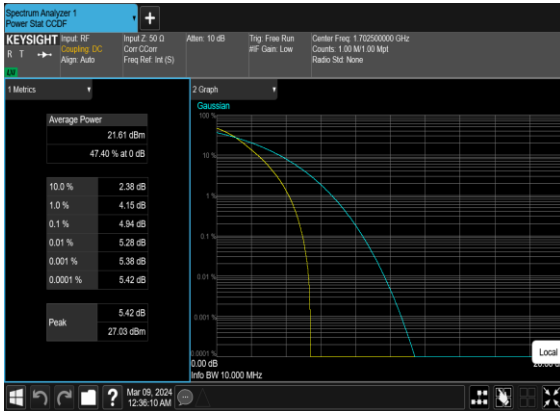 Spectrum Analyzer 1
Power Stat CCDF
KEYSIGHT
R T
LV
Input: RF
Coupling: DC
Align: Auto
Input Z: 50 Ω
Corr CCorr
Freq Ref: Int (S)
Atten: 10 dB
Trig: Free Run
#IF Gain: Low
Center Freq: 1.702500000 GHz
Counts: 1.00 M/1.00 Mpt
Radio Std: None
1 Metrics
Average Power
21.61 dBm
47.40 % at 0 dB
10.0 % 2.38 dB
1.0 % 4.15 dB
0.1 % 4.94 dB
0.01 % 5.28 dB
0.001 % 5.38 dB
0.0001 % 5.42 dB
Peak
5.42 dB
27.03 dBm
2 Graph
Gaussian
100 %
10 %
1 %
0.1 %
0.01 %
0.001 %
0.0001 %
0.00 dB
Info BW 10.000 MHz
Local
Mar 09, 2024
12:36:10 AM